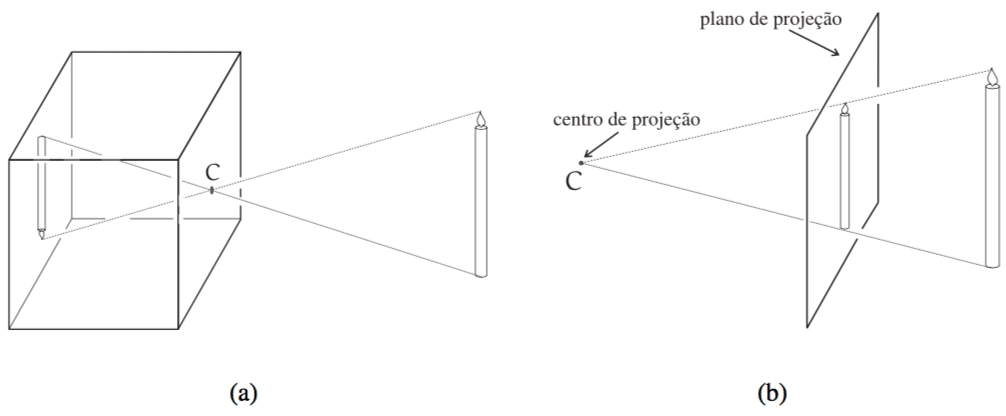 C
(a)
plano de projeção
centro de projeção
C
(b)